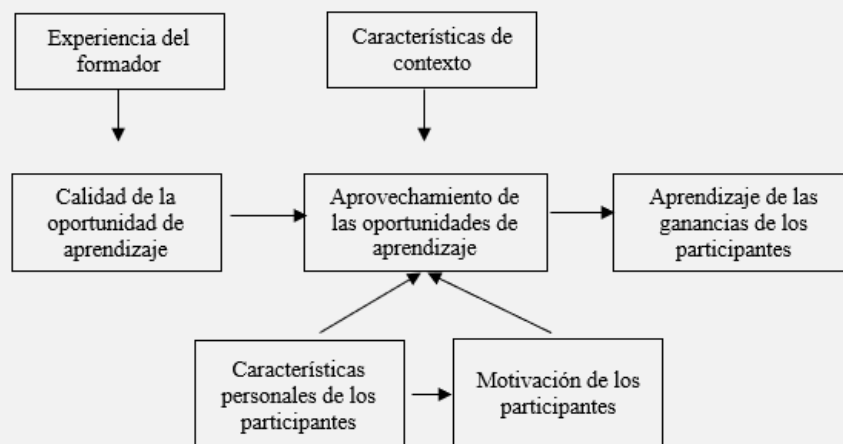 Experiencia del
formador
Características de
contexto
Calidad de la
oportunidad de
aprendizaje
Aprovechamiento de
las oportunidades de
aprendizaje
Aprendizaje de las
ganancias de los
participantes
Características
personales de los
participantes
Motivación de los
participantes